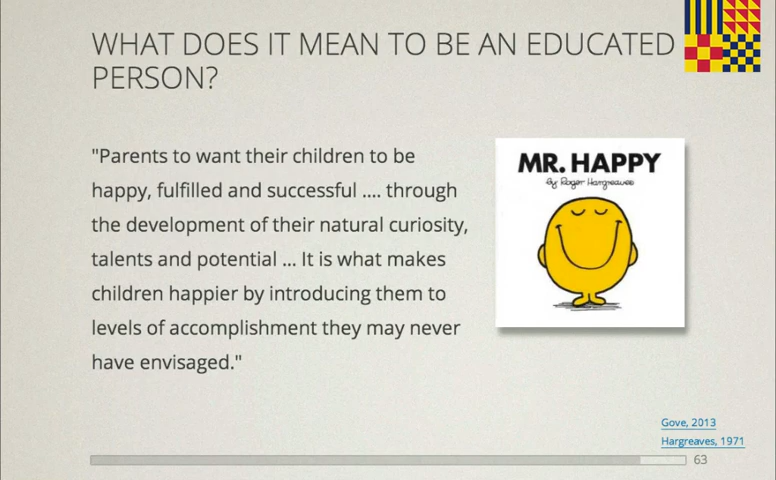 WHAT DOES IT MEAN TO BE AN EDUCATED
PERSON?
"Parents to want their children to be
happy, fulfilled and successful .... through
the development of their natural curiosity,
talents and potential ... It is what makes
children happier by introducing them to
levels of accomplishment they may never
have envisaged."
MR. HAPPY
by Roger Hargreaves
Gove, 2013
Hargreaves, 1971
63